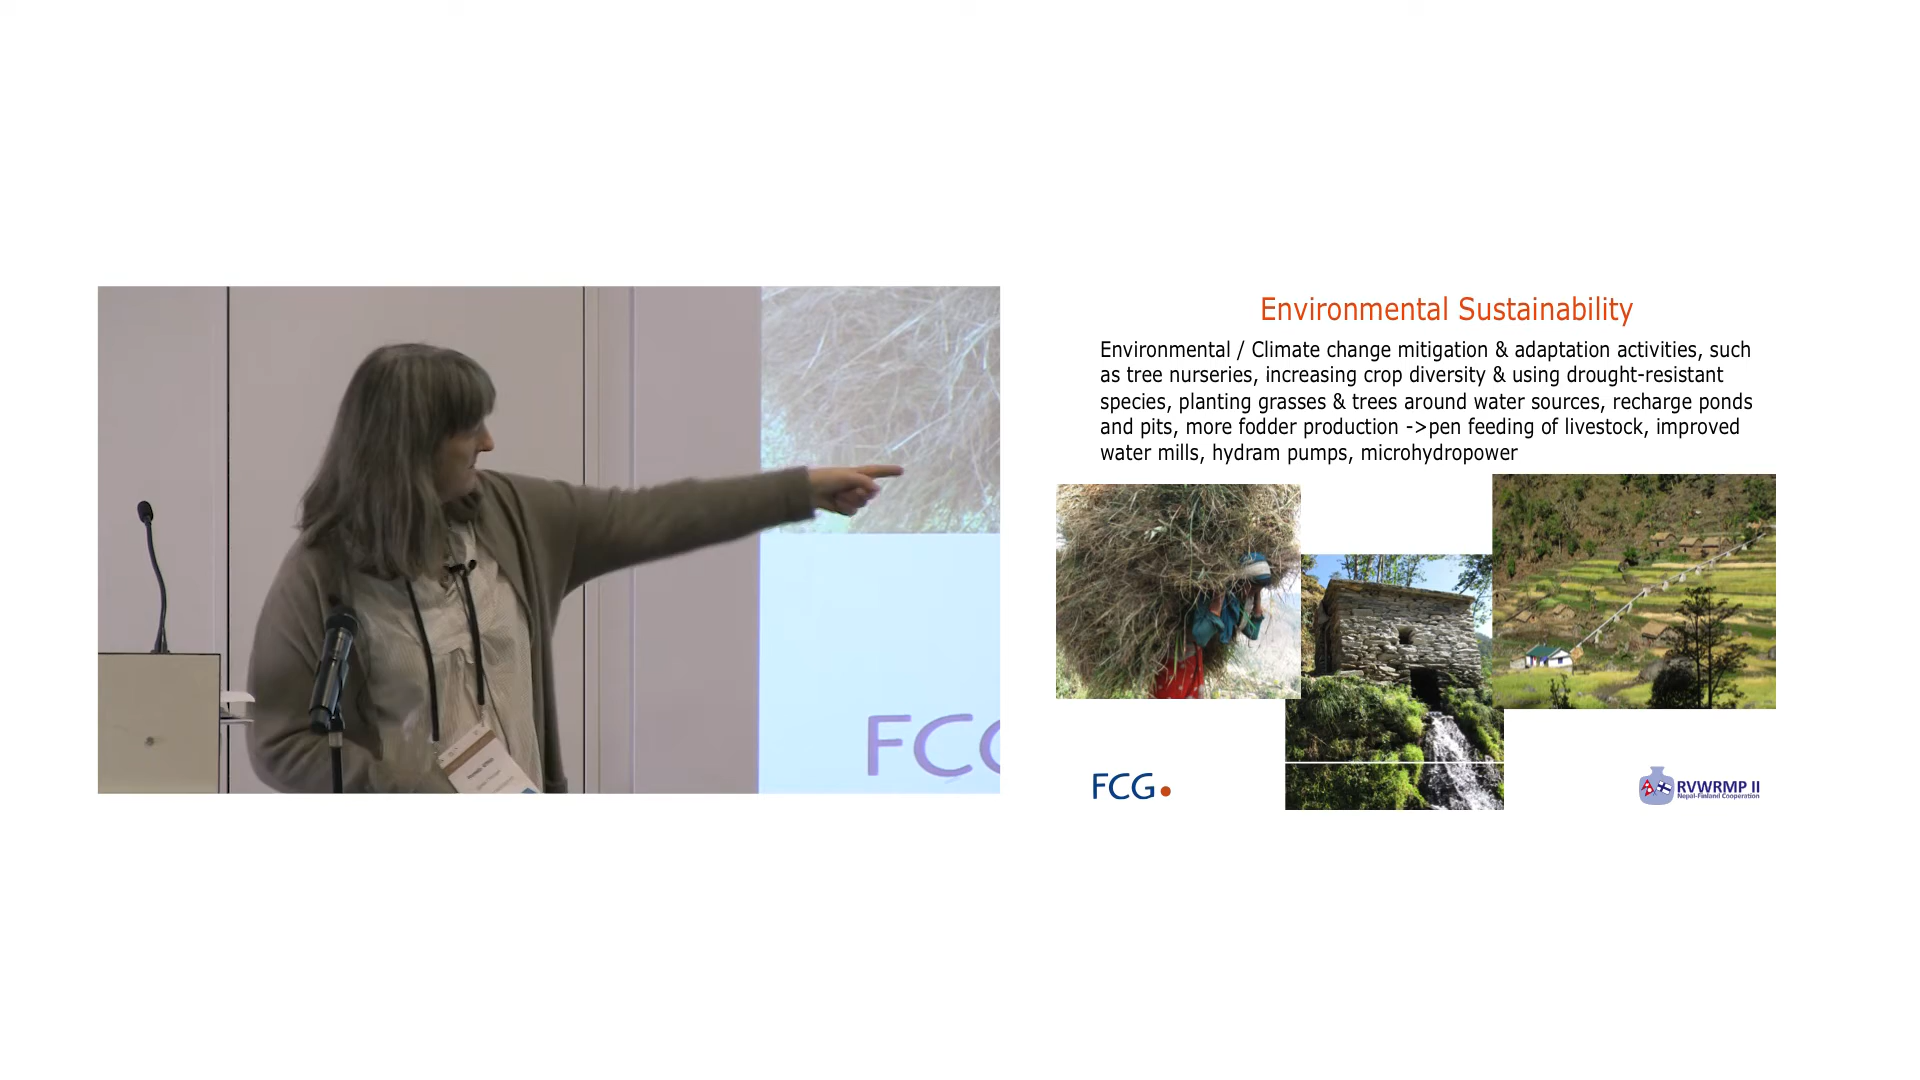 Environmental Sustainability
Environmental / Climate change mitigation & adaptation activities, such
as tree nurseries, increasing crop diversity & using drought-resistant
species, planting grasses & trees around water sources, recharge ponds
and pits, more fodder production ->pen feeding of livestock, improved
water mills, hydram pumps, microhydropower
FCG
FCG
RVWRMP II
Nepal-Finland Cooperation